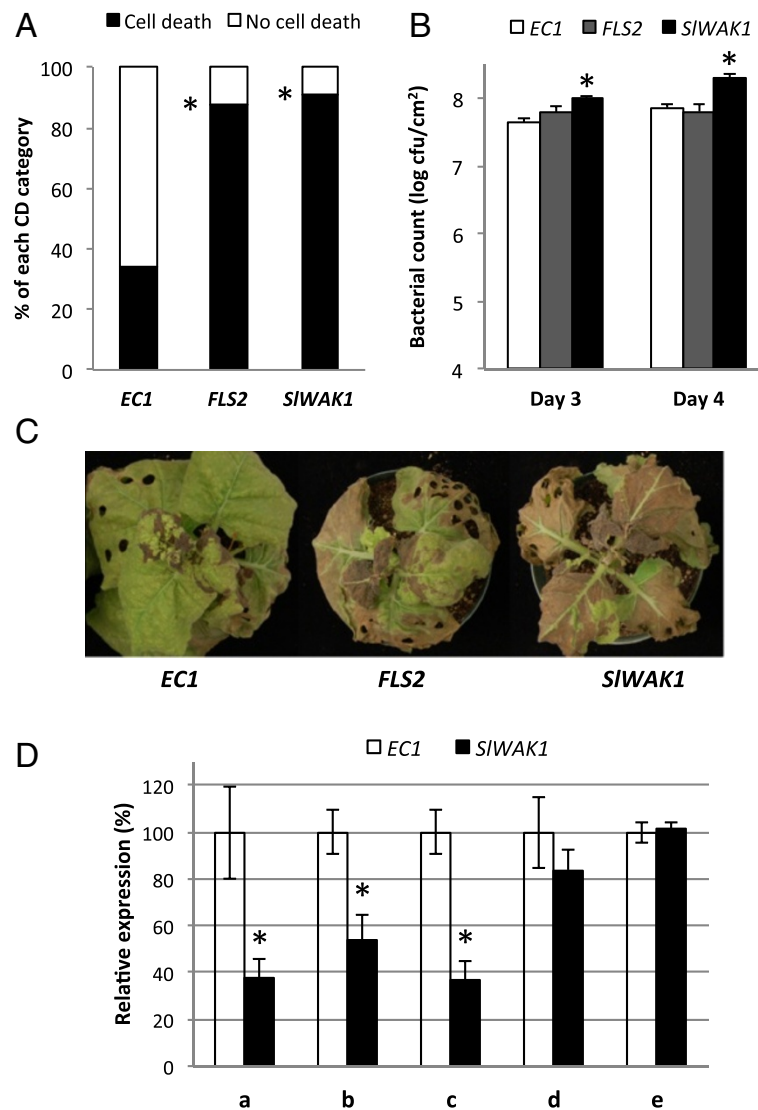 A
■ Cell death □ No cell death
% of each CD category
100
80
60
40
20
0
*
*
EC1 FLS2 SlWAK1
B
□ EC1 ■ FLS2 ■ SlWAK1
Bacterial count (log cfu/cm²)
8
7
6
5
4
*
*
Day 3 Day 4
C
EC1 FLS2 SlWAK1
D
□ EC1 ■ SlWAK1
Relative expression (%)
120
100
80
60
40
20
0
*
*
*
a b c d e